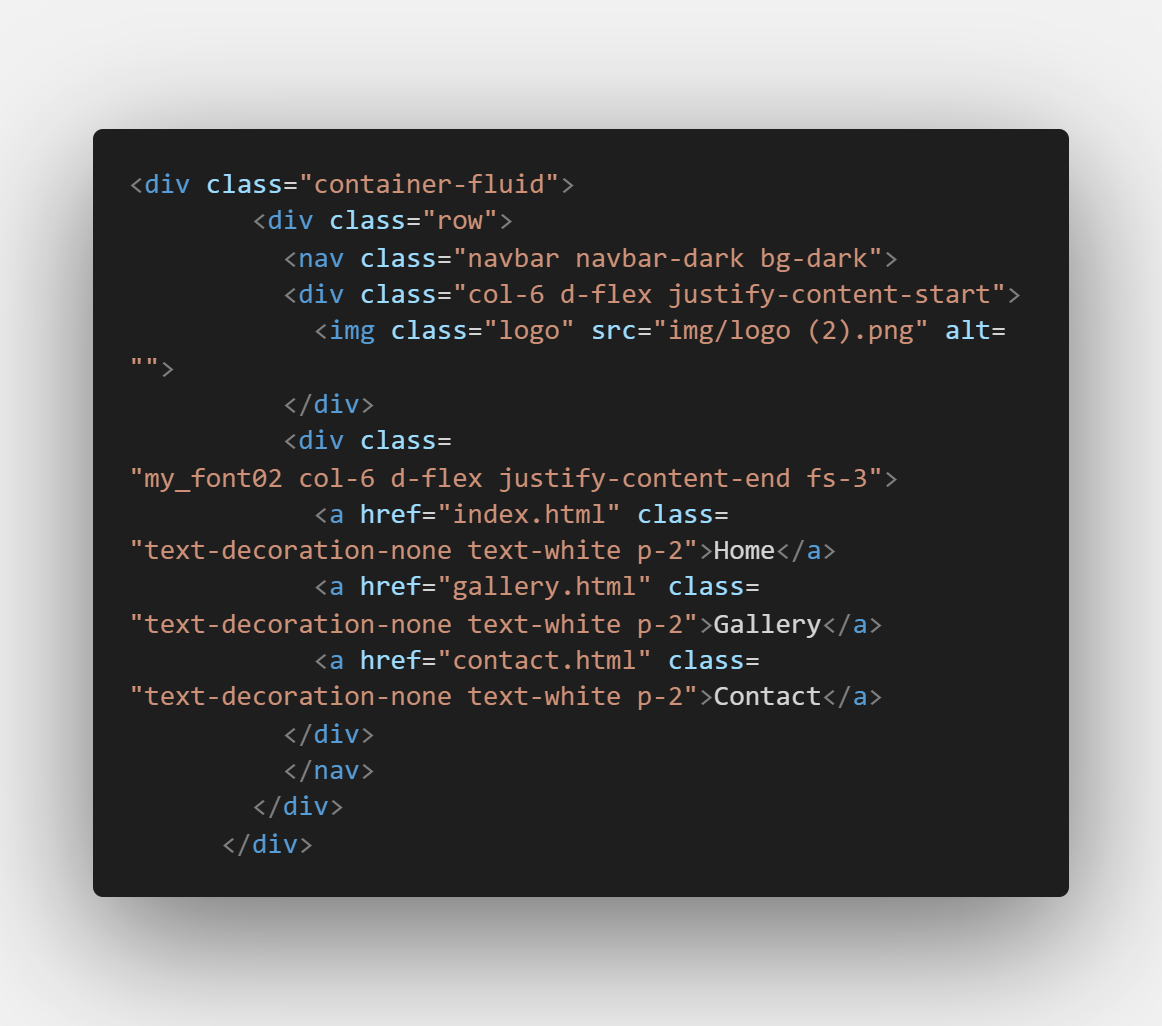 <div class="container-fluid">
        <div class="row">
          <nav class="navbar navbar-dark bg-dark">
          <div class="col-6 d-flex justify-content-start">
            <img class="logo" src="img/logo (2).png" alt=
"">
          </div>
          <div class=
"my_font02 col-6 d-flex justify-content-end fs-3">
            <a href="index.html" class=
"text-decoration-none text-white p-2">Home</a>
            <a href="gallery.html" class=
"text-decoration-none text-white p-2">Gallery</a>
            <a href="contact.html" class=
"text-decoration-none text-white p-2">Contact</a>
          </div>
          </nav>
        </div>
      </div>